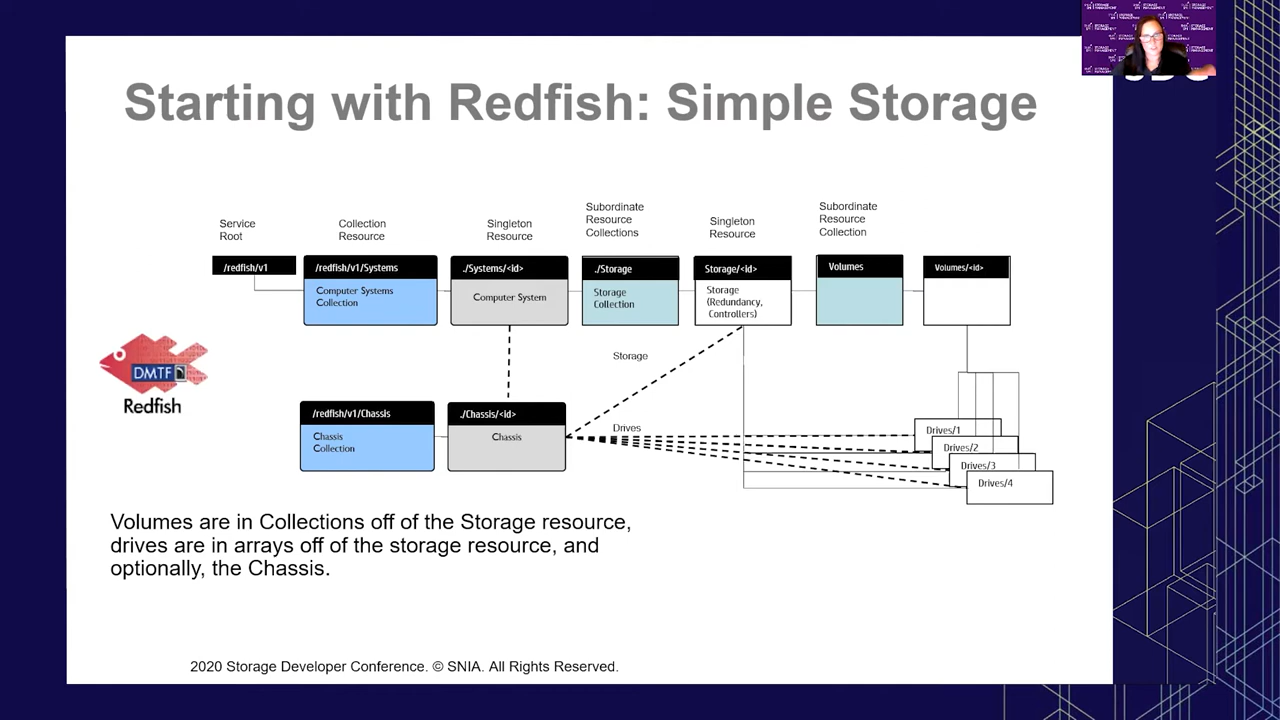 Starting with Redfish: Simple Storage
Service
Root
Collection
Resource
Singleton
Resource
Subordinate
Resource
Collections
Singleton
Resource
Subordinate
Resource
Collection
/redfish/v1
/redfish/v1/Systems
Computer Systems
Collection
./Systems/<id>
Computer System
./Storage
Storage
Collection
Storage/<id>
Storage
(Redundancy,
Controllers)
Volumes
Volumes/<id>
DMTF
Redfish
Storage
/redfish/v1/Chassis
Chassis
Collection
./Chassis/<id>
Chassis
Drives
Drives/1
Drives/2
Drives/3
Drives/4
Volumes are in Collections off of the Storage resource,
drives are in arrays off of the storage resource, and
optionally, the Chassis.
2020 Storage Developer Conference. © SNIA. All Rights Reserved.